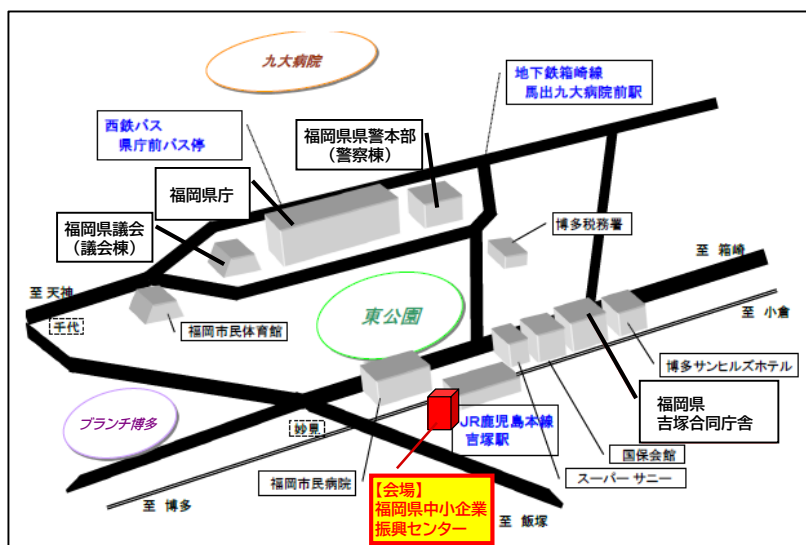 九大病院
地下鉄箱崎線
馬出九大病院前駅
西鉄バス
県庁前バス停
福岡県県警本部
（警察棟）
福岡県庁
福岡県議会
（議会棟）
博多税務署
至 箱崎
至 天神
至 小倉
千代
東公園
福岡市民体育館
博多サンヒルズホテル
福岡県
吉塚合同庁舎
ブランチ博多
妙見
JR鹿児島本線
吉塚駅
国保会館
スーパー サニー
福岡市民病院
【会場】
福岡県中小企業
振興センター
至 博多
至 飯塚